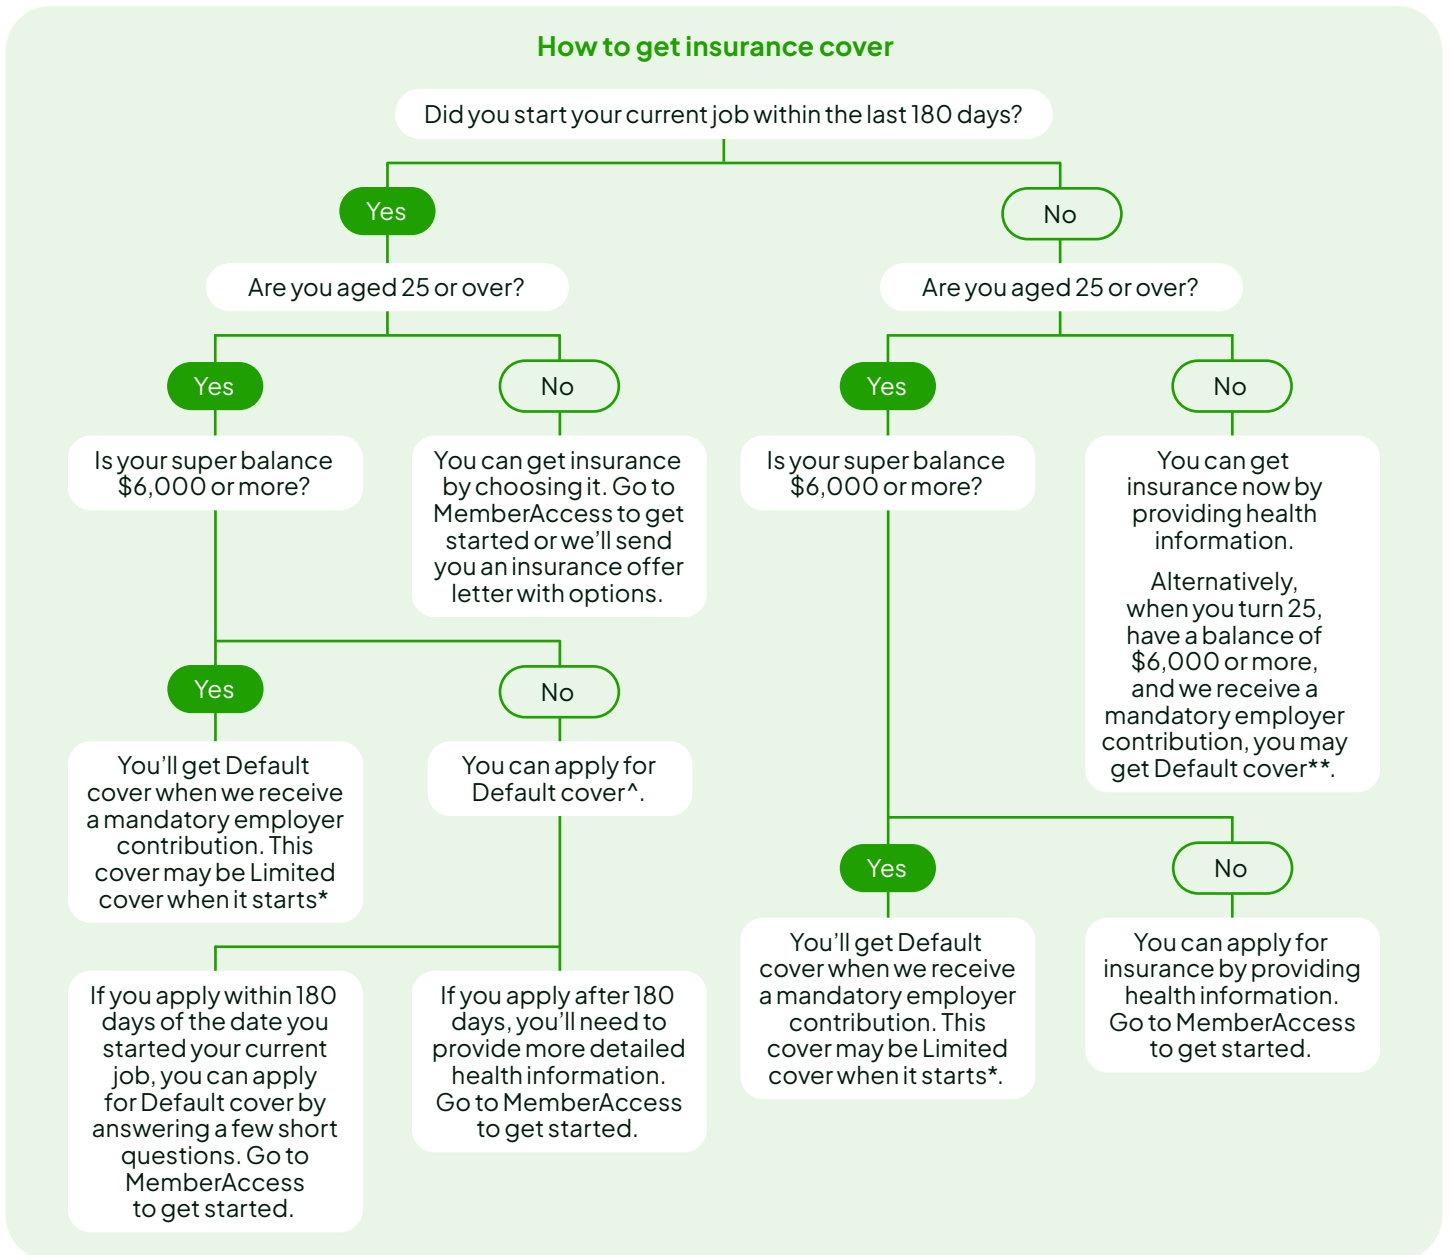 How to get insurance cover
Did you start your current job within the last 180 days?
Yes
No
Are you aged 25 or over?
Are you aged 25 or over?
Yes
No
Yes
No
Is your super balance
$6,000 or more?
You can get insurance
by choosing it. Go to
MemberAccess to get
started or we'll send
you an insurance offer
letter with options.
Is your super balance
$6,000 or more?
You can get
insurance now by
providing health
information.
Alternatively,
when you turn 25,
have a balance of
$6,000 or more,
and we receive a
mandatory employer
contribution, you may
get Default cover**.
Yes
No
You'll get Default
cover when we receive
a mandatory employer
contribution. This
cover may be Limited
cover when it starts*
You can apply for
Default cover^.
Yes
No
If you apply within 180
days of the date you
started your current
job, you can apply
for Default cover by
answering a few short
questions. Go to
MemberAccess
to get started.
If you apply after 180
days, you'll need to
provide more detailed
health information.
Go to MemberAccess
to get started.
You'll get Default
cover when we receive
a mandatory employer
contribution. This
cover may be Limited
cover when it starts*.
You can apply for
insurance by providing
health information.
Go to MemberAccess
to get started.